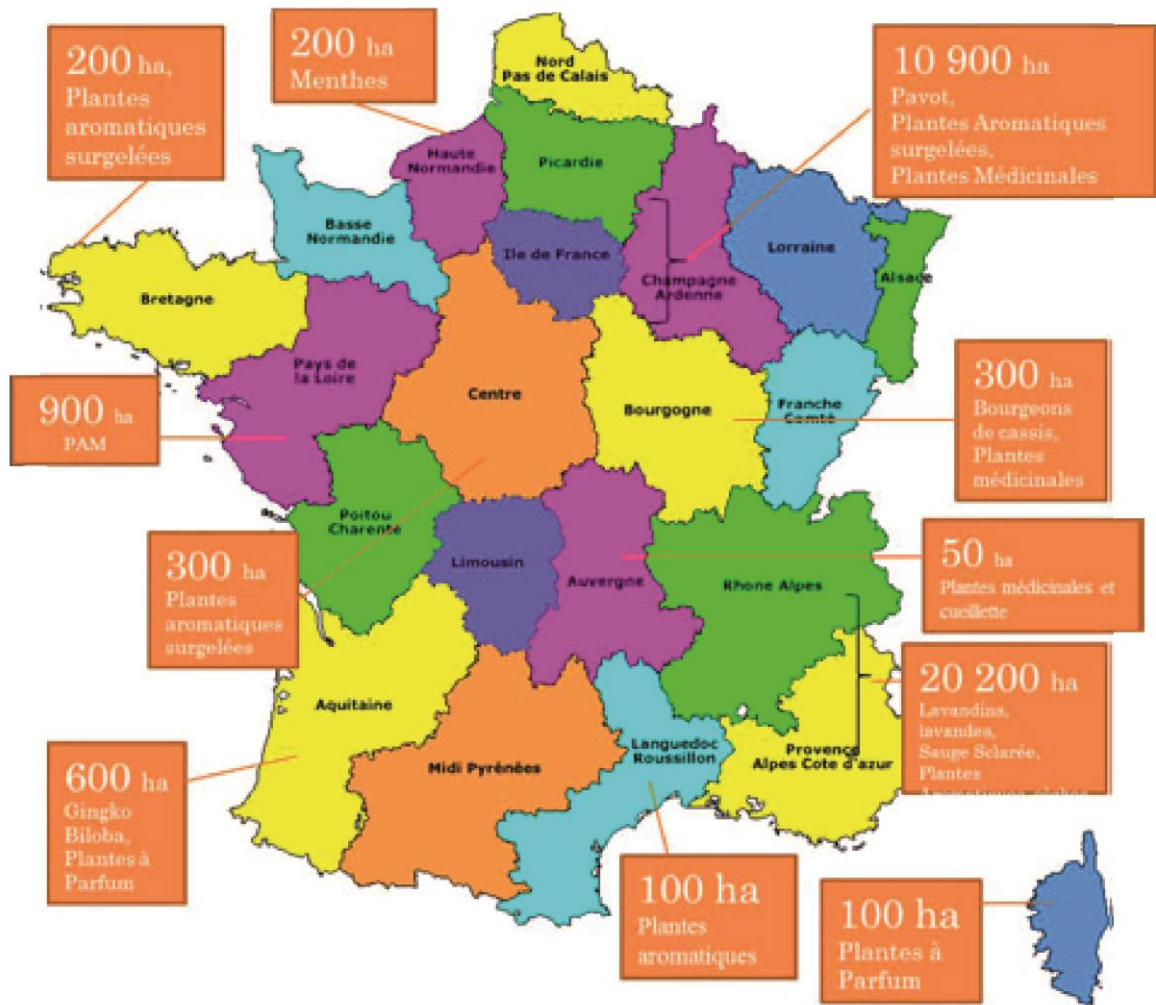 200 ha,
Plantes
aromatiques
surgelées
200 ha
Menthes
10 900 ha
Pavot,
Plantes Aromatiques
surgelées,
Plantes Médicinales
Nord
Pas de Calais
Haute
Normandie
Picardie
Basse
Normandie
Ile de France
Champagne
Ardenne
Lorraine
Alsace
Bretagne
Pays de
la Loire
Centre
Bourgogne
Franche
Comté
900 ha
PAM
300 ha
Bourgeons
de cassis,
Plantes
médicinales
Poitou
Charente
Limousin
Auvergne
Rhone Alpes
300 ha
Plantes
aromatiques
surgelées
50 ha
Plantes médicinales et
cueillette
20 200 ha
Lavandins,
lavandes,
Sauge Sclarée,
Plantes
Aromatiques
Aquitaine
Midi Pyrénées
Languedoc
Roussillon
Provence
Alpes Cote d'azur
600 ha
Gingko
Biloba,
Plantes à
Parfum
100 ha
Plantes
aromatiques
100 ha
Plantes à
Parfum